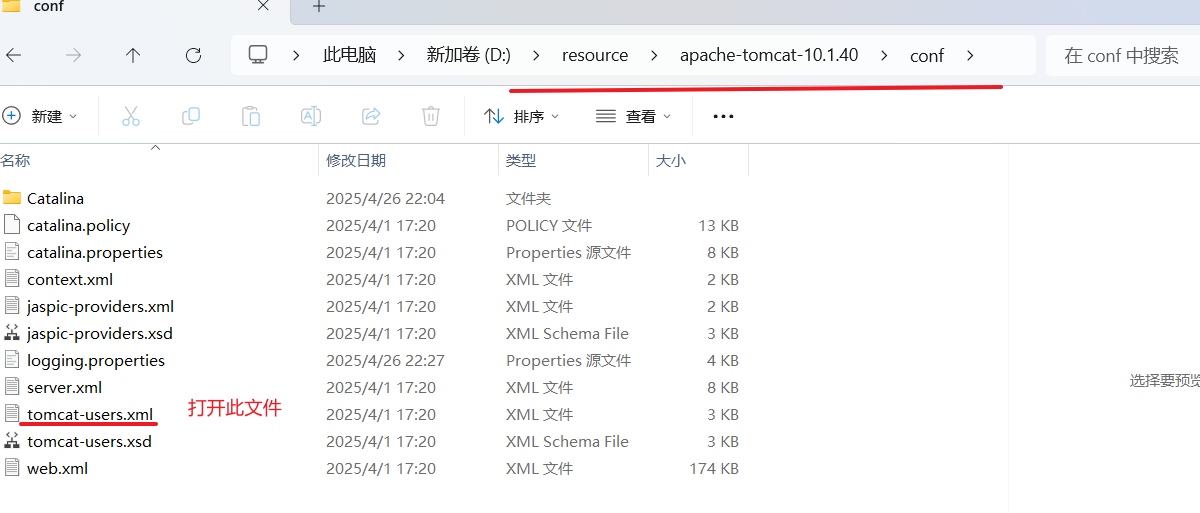 conf
此电脑 新加卷 (D:) resource apache-tomcat-10.1.40 conf 在 conf 中搜索
新建 排序 查看
名称 修改日期 类型 大小
Catalina 2025/4/26 22:04 文件夹
catalina.policy 2025/4/1 17:20 POLICY 文件 13 KB
catalina.properties 2025/4/1 17:20 Properties 源文件 8 KB
context.xml 2025/4/1 17:20 XML 文件 2 KB
jaspic-providers.xml 2025/4/1 17:20 XML 文件 2 KB
jaspic-providers.xsd 2025/4/1 17:20 XML Schema File 3 KB
logging.properties 2025/4/26 22:27 Properties 源文件 4 KB
server.xml 2025/4/1 17:20 XML 文件 8 KB
选择要预览
tomcat-users.xml 打开此文件 2025/4/1 17:20 XML 文件 3 KB
tomcat-users.xsd 2025/4/1 17:20 XML Schema File 3 KB
web.xml 2025/4/1 17:20 XML 文件 174 KB